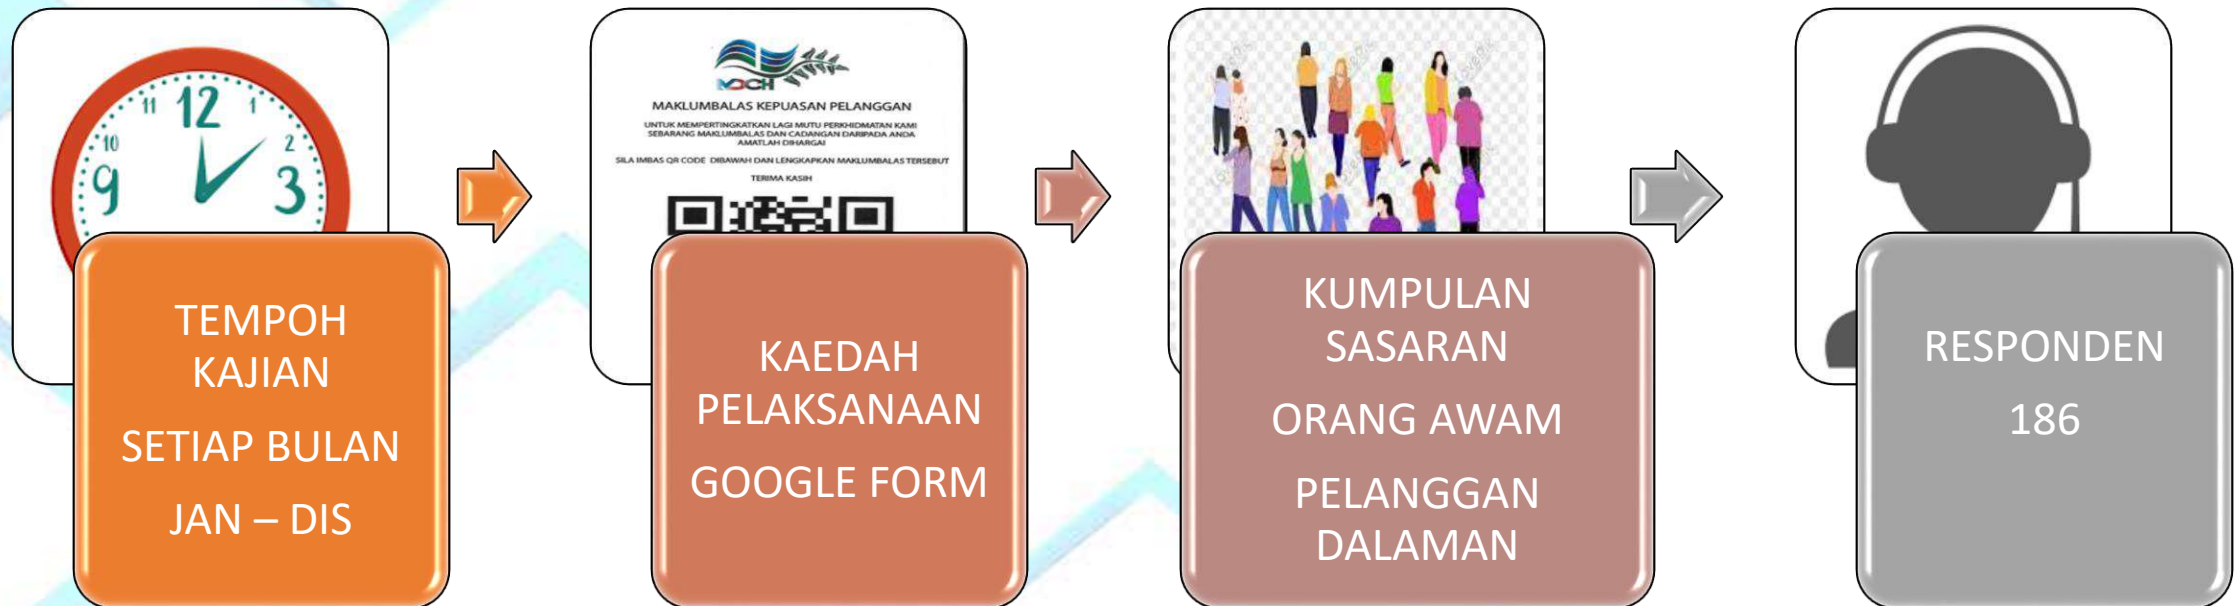 11 12 1
10 2
9 3
TEMPOH
KAJIAN
SETIAP BULAN
JAN – DIS
MDCH
MAKLUMBALAS KEPUASAN PELANGGAN
UNTUK MEMPERTINGKATKAN LAGI MUTU PERKHIDMATAN KAMI
SEBARANG MAKLUMBALAS DAN CADANGAN DARIPADA ANDA
AMATLAH DIHARGAI
SILA IMBAS QR CODE DIBAWAH DAN LENGKAPKAN MAKLUMBALAS TERSEBUT
TERIMA KASIH
KAEDAH
PELAKSANAAN
GOOGLE FORM
KUMPULAN
SASARAN
ORANG AWAM
PELANGGAN
DALAMAN
RESPONDEN
186